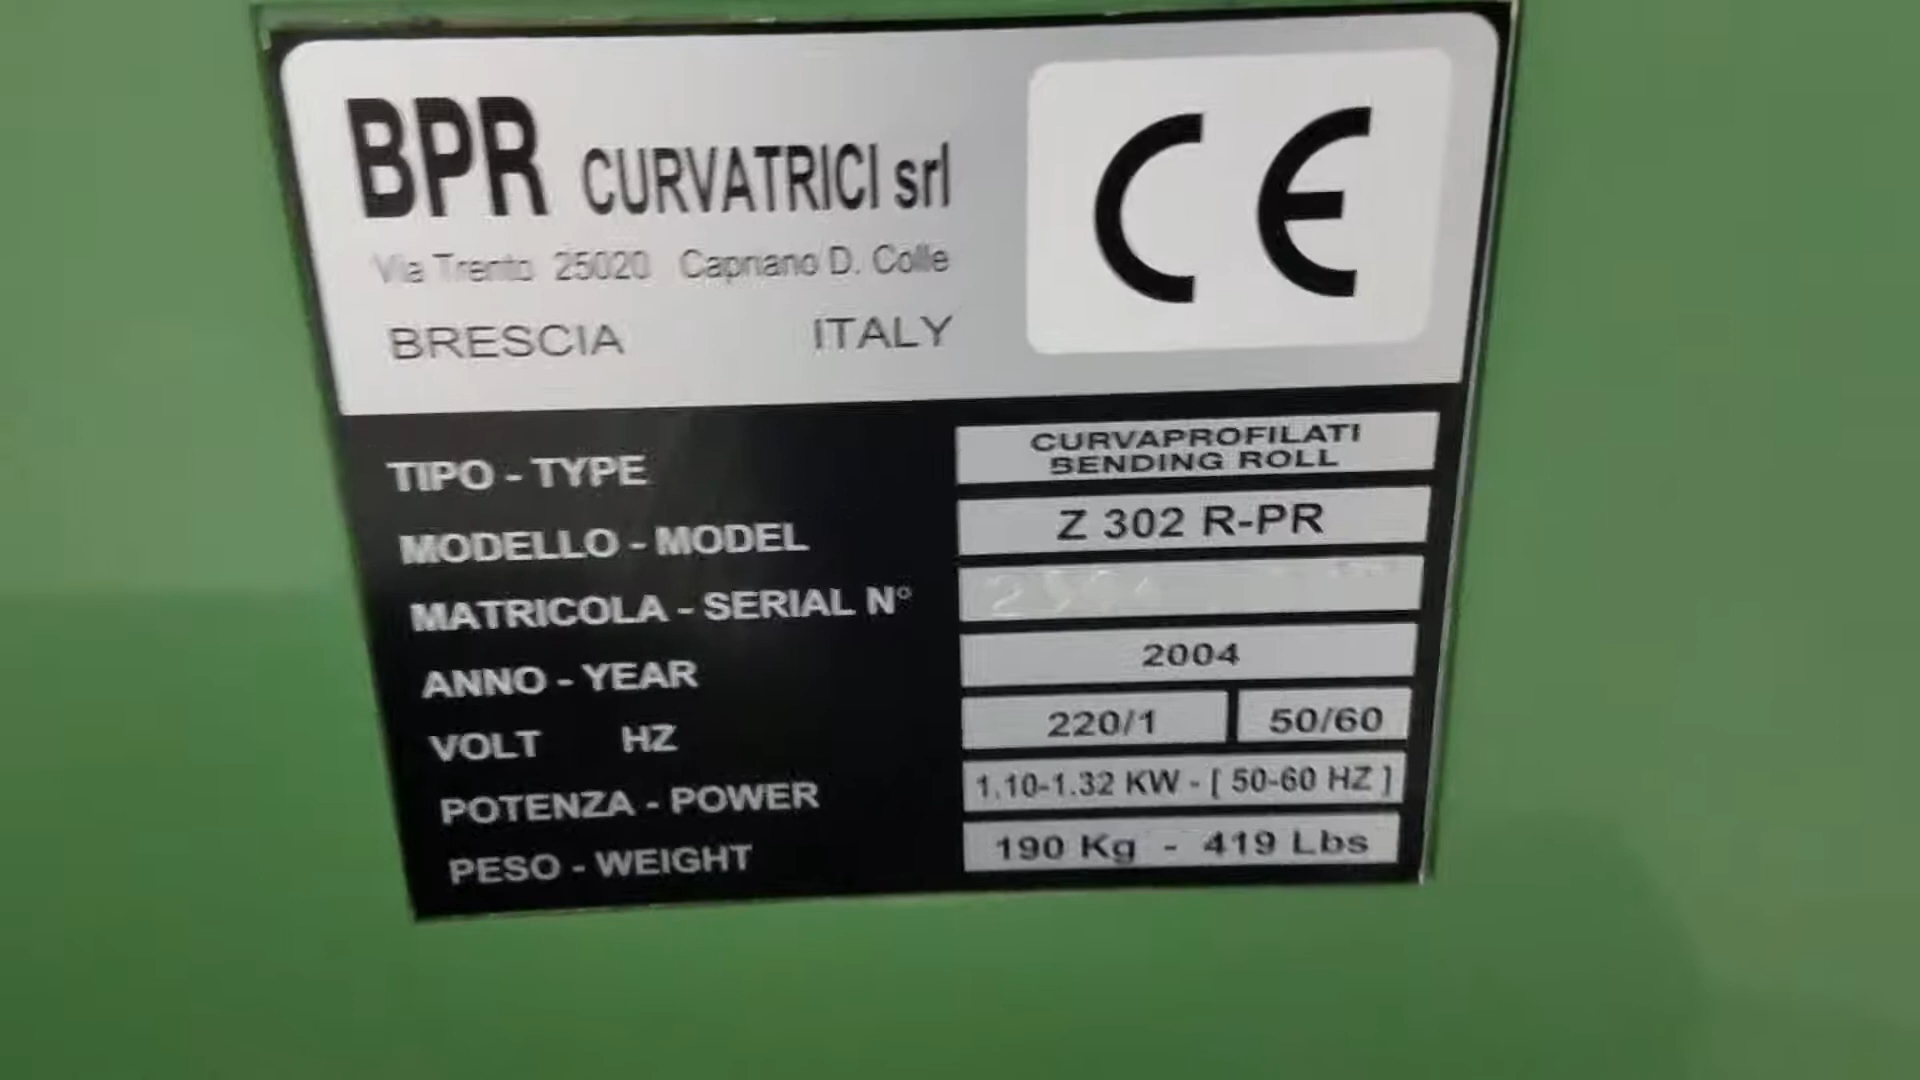 BPR CURVATRICI srl
Via Trento 25020 Capriano D. Colle
BRESCIA ITALY
CE
TIPO - TYPE CURVAPROFILATI
BENDING ROLL
MODELLO - MODEL Z 302 R-PR
MATRICOLA - SERIAL N°
ANNO - YEAR 2004
VOLT HZ 220/1 50/60
POTENZA - POWER 1.10-1.32 KW - [ 50-60 HZ ]
PESO - WEIGHT 190 Kg - 419 Lbs